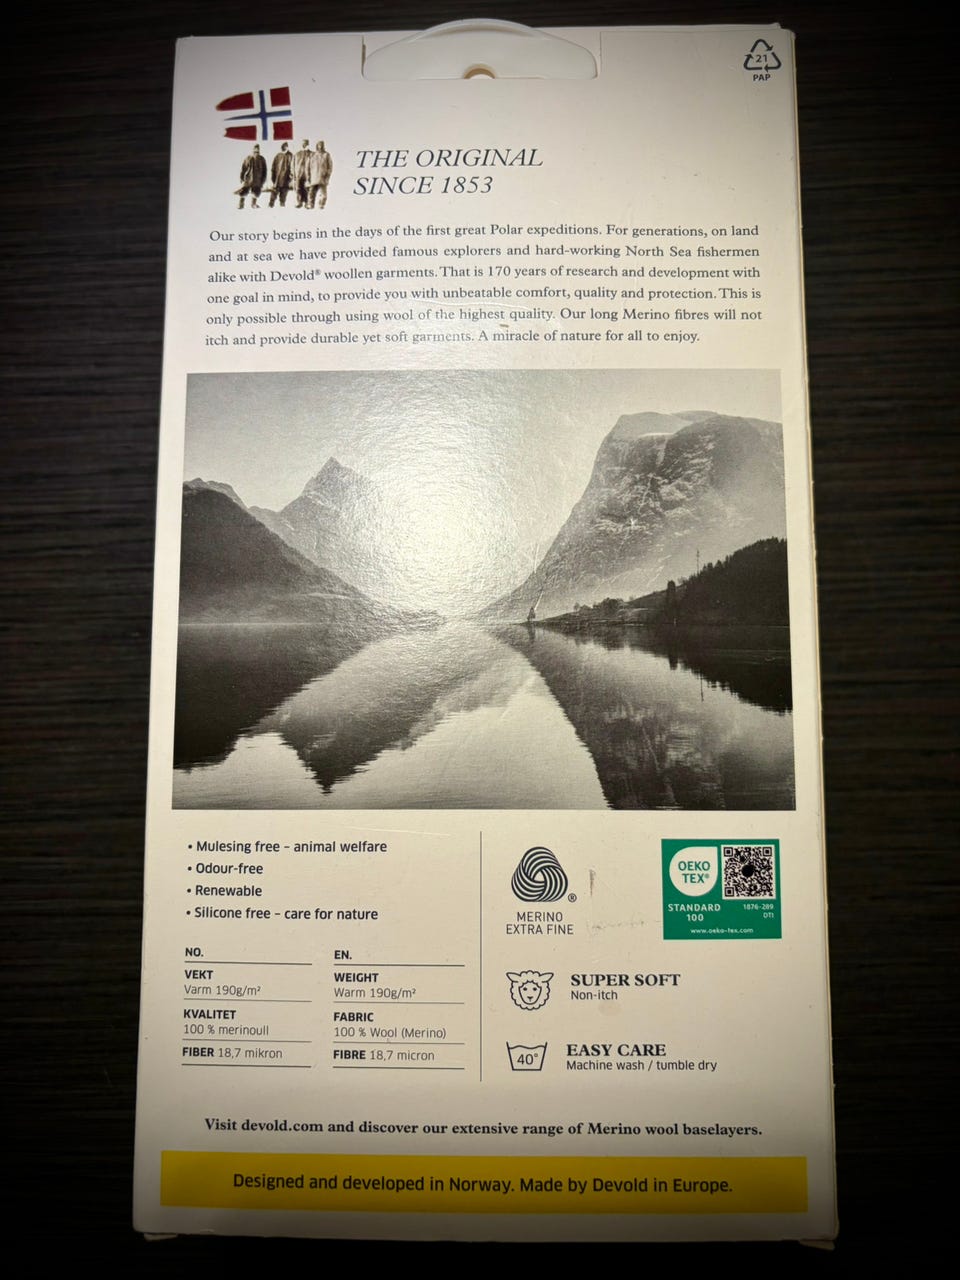 21
PAP
THE ORIGINAL
SINCE 1853
Our story begins in the days of the first great Polar expeditions. For generations, on land
and at sea we have provided famous explorers and hard-working North Sea fishermen
alike with Devold® woollen garments. That is 170 years of research and development with
one goal in mind, to provide you with unbeatable comfort, quality and protection. This is
only possible through using wool of the highest quality. Our long Merino fibres will not
itch and provide durable yet soft garments. A miracle of nature for all to enjoy.
• Mulesing free – animal welfare
• Odour-free
• Renewable
• Silicone free – care for nature
NO.
VEKT
Varm 190g/m²
KVALITET
100 % merinoull
FIBER 18,7 mikron
EN.
WEIGHT
Warm 190g/m²
FABRIC
100 % Wool (Merino)
FIBRE 18,7 micron
®
MERINO
EXTRA FINE
OEKO
TEX®
STANDARD
100
1876-289
DTI
www.oeko-tex.com
SUPER SOFT
Non-itch
40°
EASY CARE
Machine wash / tumble dry
Visit devold.com and discover our extensive range of Merino wool baselayers.
Designed and developed in Norway. Made by Devold in Europe.